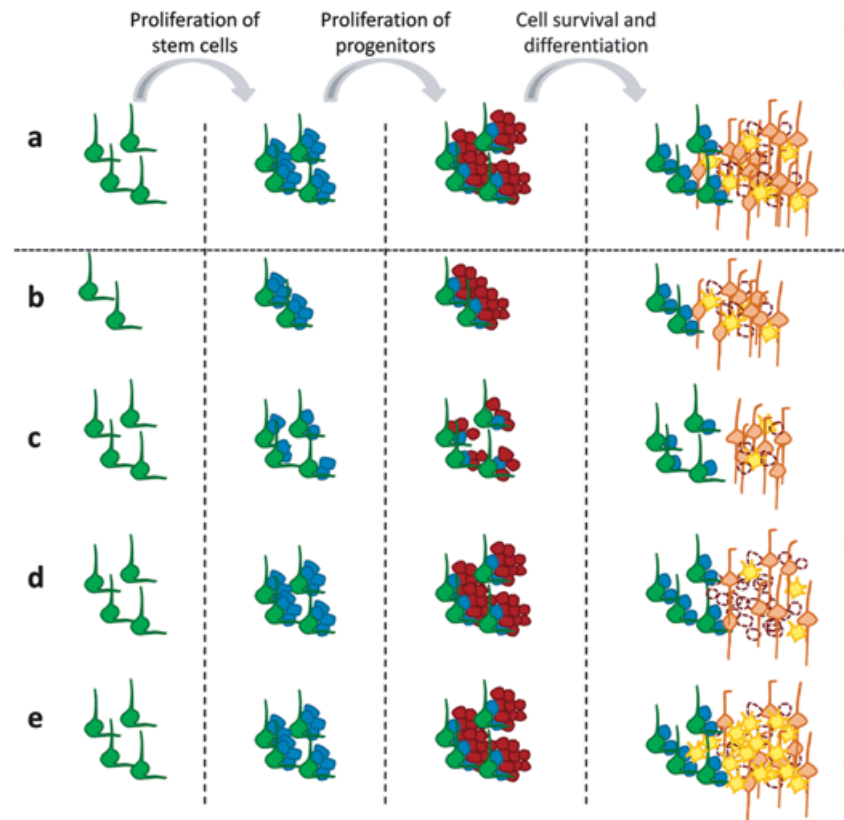 Proliferation of
stem cells
Proliferation of
progenitors
Cell survival and
differentiation
a
b
c
d
e